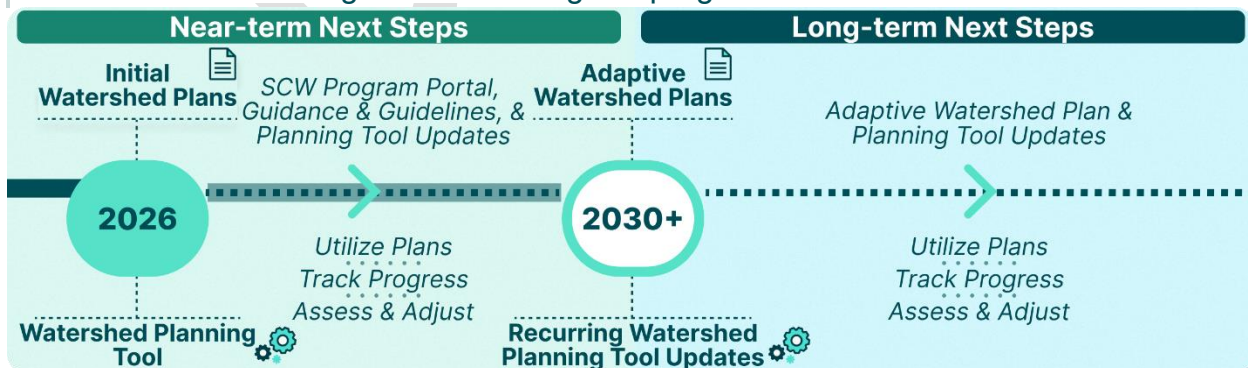 Near-term Next Steps
Long-term Next Steps
Initial
Watershed Plans
SCW Program Portal,
Guidance & Guidelines, &
Planning Tool Updates
Adaptive
Watershed Plans
Adaptive Watershed Plan &
Planning Tool Updates
2026
2030+
Utilize Plans
Track Progress
Assess & Adjust
Utilize Plans
Track Progress
Assess & Adjust
Watershed Planning
Tool
Recurring Watershed
Planning Tool Updates